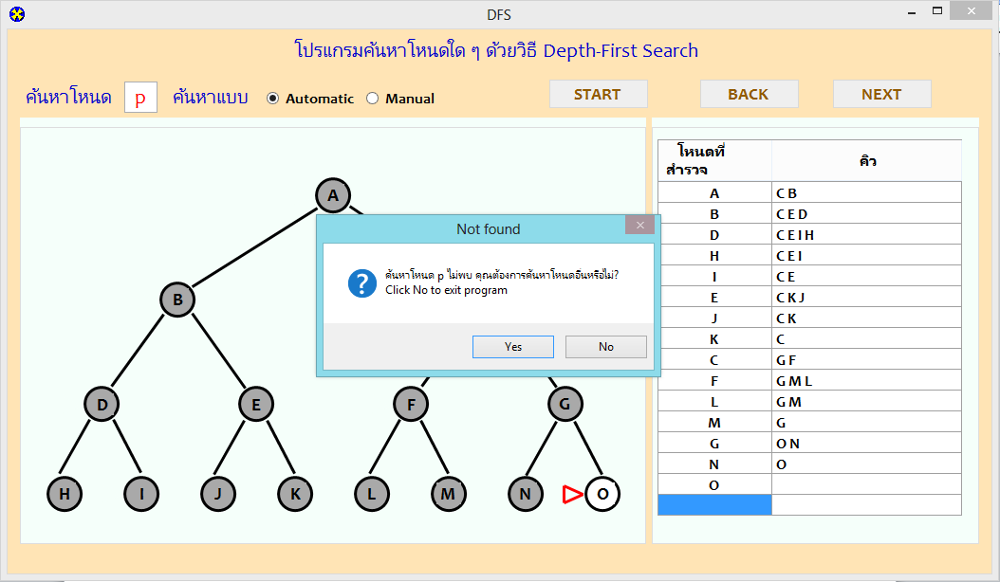 DFS
โปรแกรมค้นหาโหนดใด ๆ ด้วยวิธี Depth-First Search
ค้นหาโหนด p ค้นหาแบบ Automatic Manual START BACK NEXT
A
B
D E F G
H I J K L M N O
Not found
ค้นหาโหนด p ไม่พบ คุณต้องการค้นหาโหนดอื่นหรือไม่?
Click No to exit program
Yes No
โหนดที่
สำรวจ
คิว
A C B
B C E D
D C E I H
H C E I
I C E
E C K J
J C K
K C
C G F
F G M L
L G M
M G
G O N
N O
O